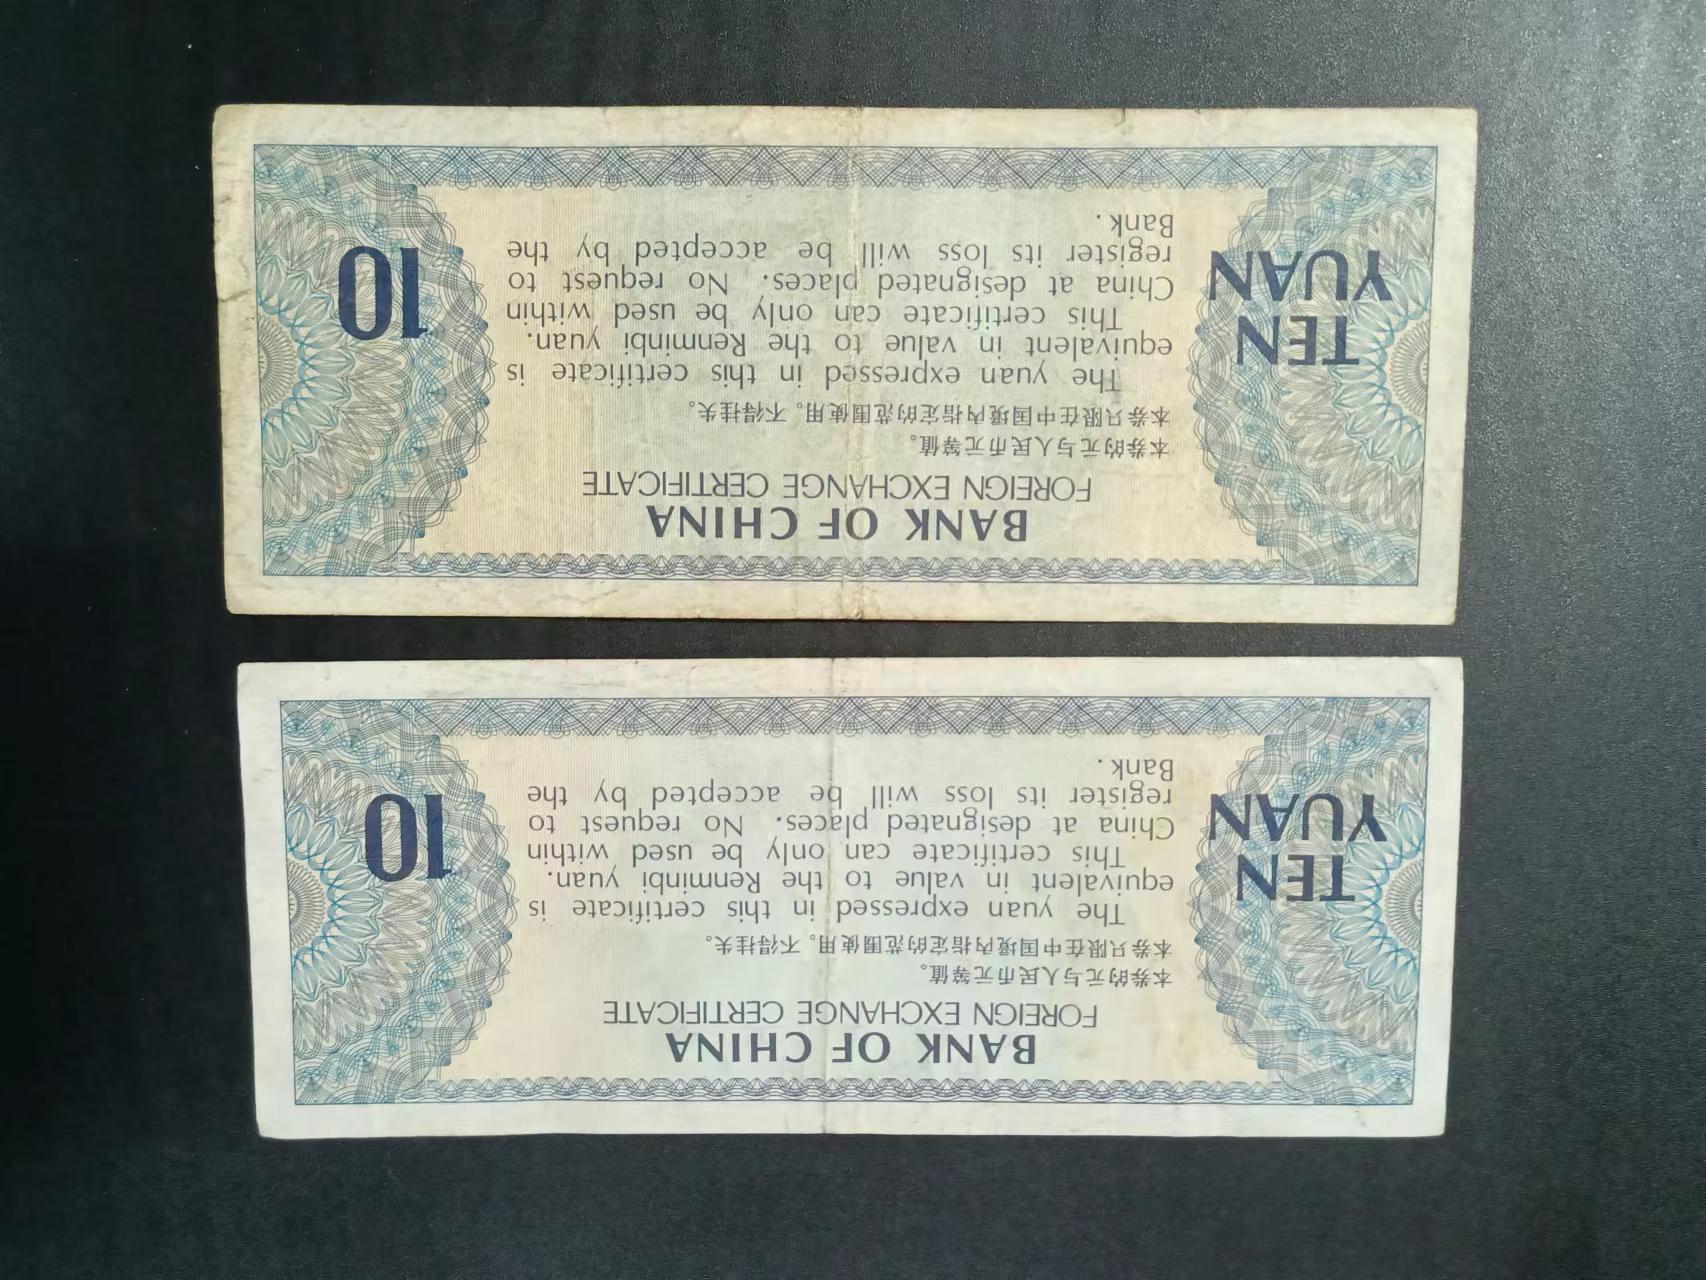 BANK OF CHINA
FOREIGN EXCHANGE CERTIFICATE
本券的元与人民币元等值。
本券只限在中国境内指定的范围使用。不得挂失。
The yuan expressed in this certificate is
equivalent in value to the Renminbi yuan.
This certificate can only be used within
China at designated places. No request to
register its loss will be accepted by the
Bank.
TEN
YUAN
10
BANK OF CHINA
FOREIGN EXCHANGE CERTIFICATE
本券的元与人民币元等值。
本券只限在中国境内指定的范围使用。不得挂失。
The yuan expressed in this certificate is
equivalent in value to the Renminbi yuan.
This certificate can only be used within
China at designated places. No request to
register its loss will be accepted by the
Bank.
TEN
YUAN
10